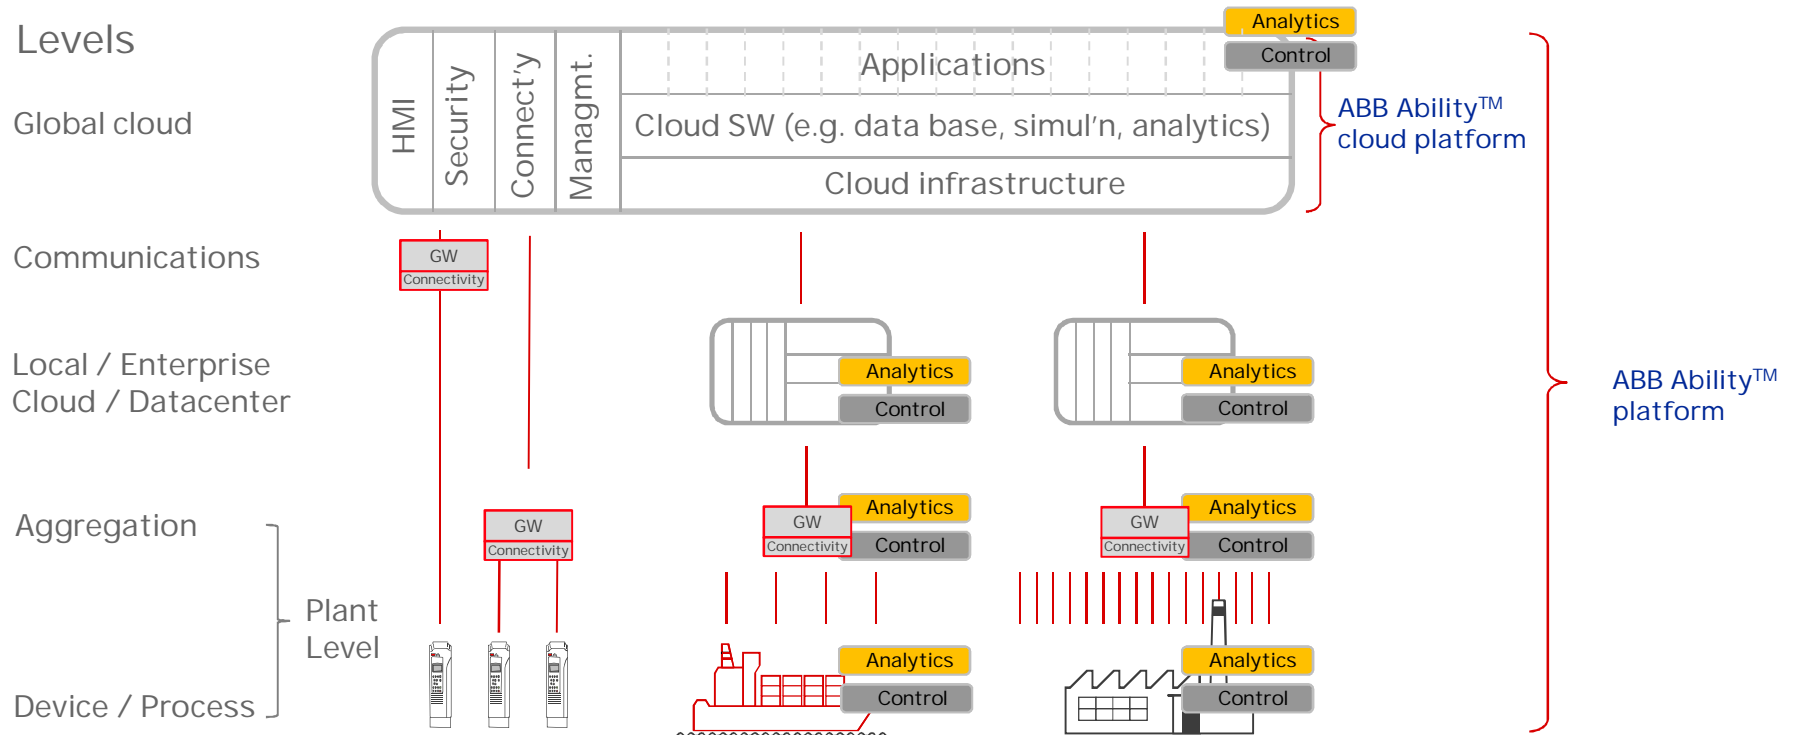 Levels
Analytics
Control
HMI
Security
Connect'y
Managmt.
Applications
Global cloud
Cloud SW (e.g. data base, simul'n, analytics)
Cloud infrastructure
ABB Ability™
cloud platform
Communications
GW
Connectivity
Local / Enterprise
Cloud / Datacenter
Analytics
Control
Analytics
Control
ABB Ability™
platform
Aggregation
GW
Connectivity
GW
Connectivity
Analytics
Control
GW
Connectivity
Analytics
Control
Plant
Level
Device / Process
Analytics
Control
Analytics
Control